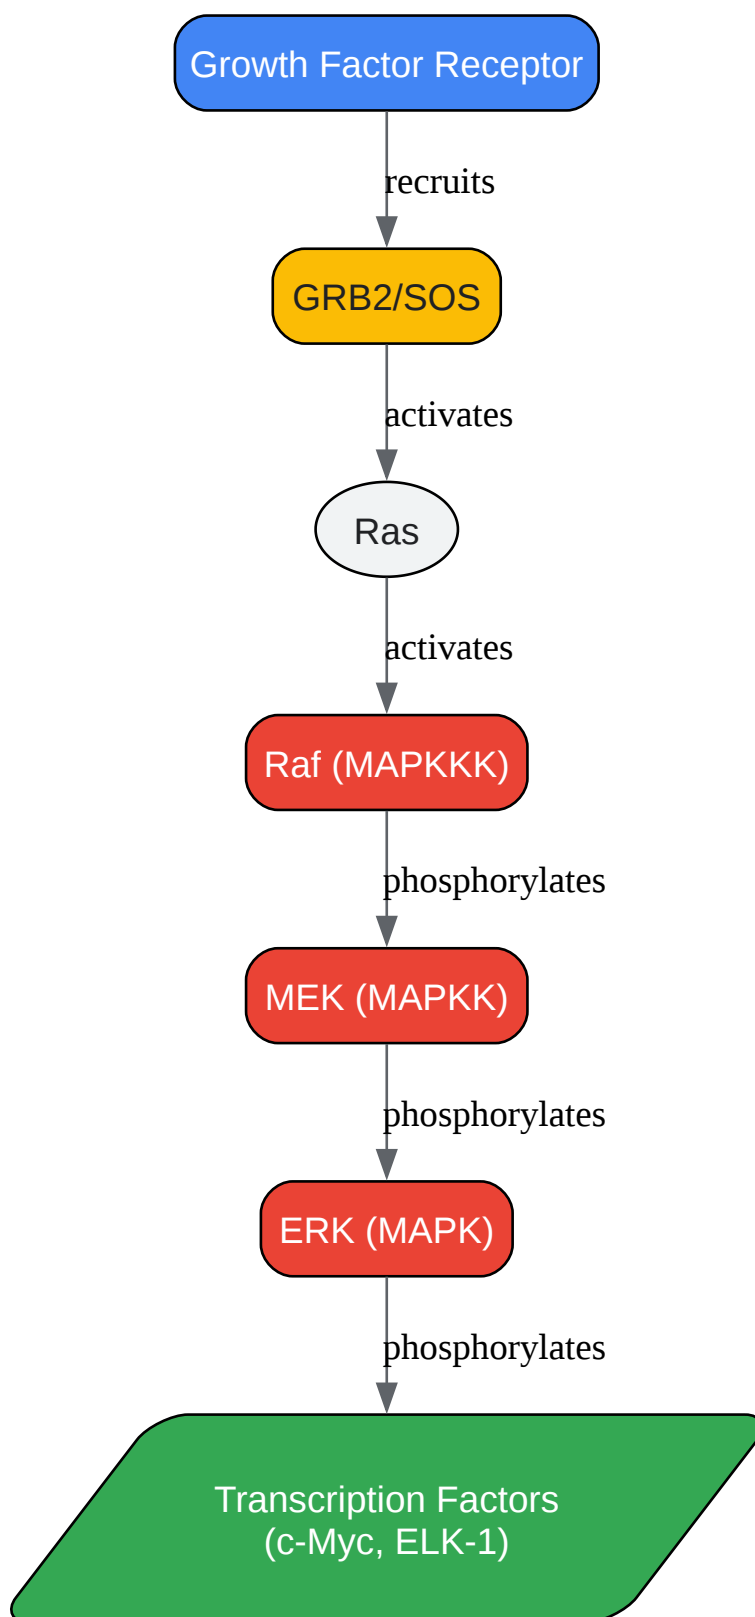 Growth Factor Receptor
recruits
GRB2/SOS
activates
Ras
activates
Raf (MAPKKK)
phosphorylates
MEK (MAPKK)
phosphorylates
ERK (MAPK)
phosphorylates
Transcription Factors
(c-Myc, ELK-1)